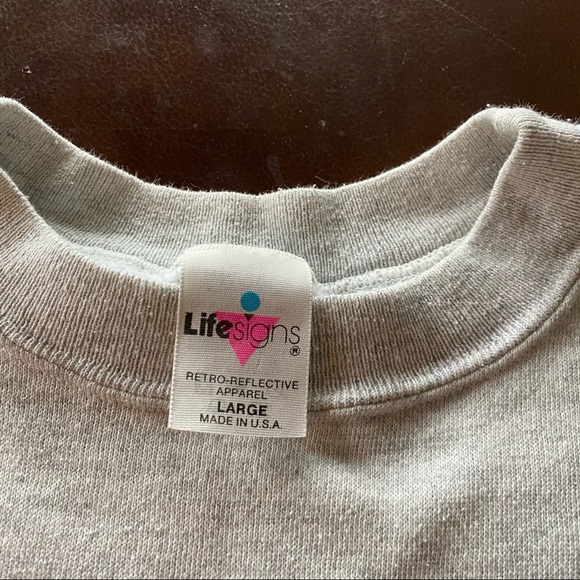 Lifesigns®
RETRO-REFLECTIVE
APPAREL
LARGE
MADE IN U.S.A.